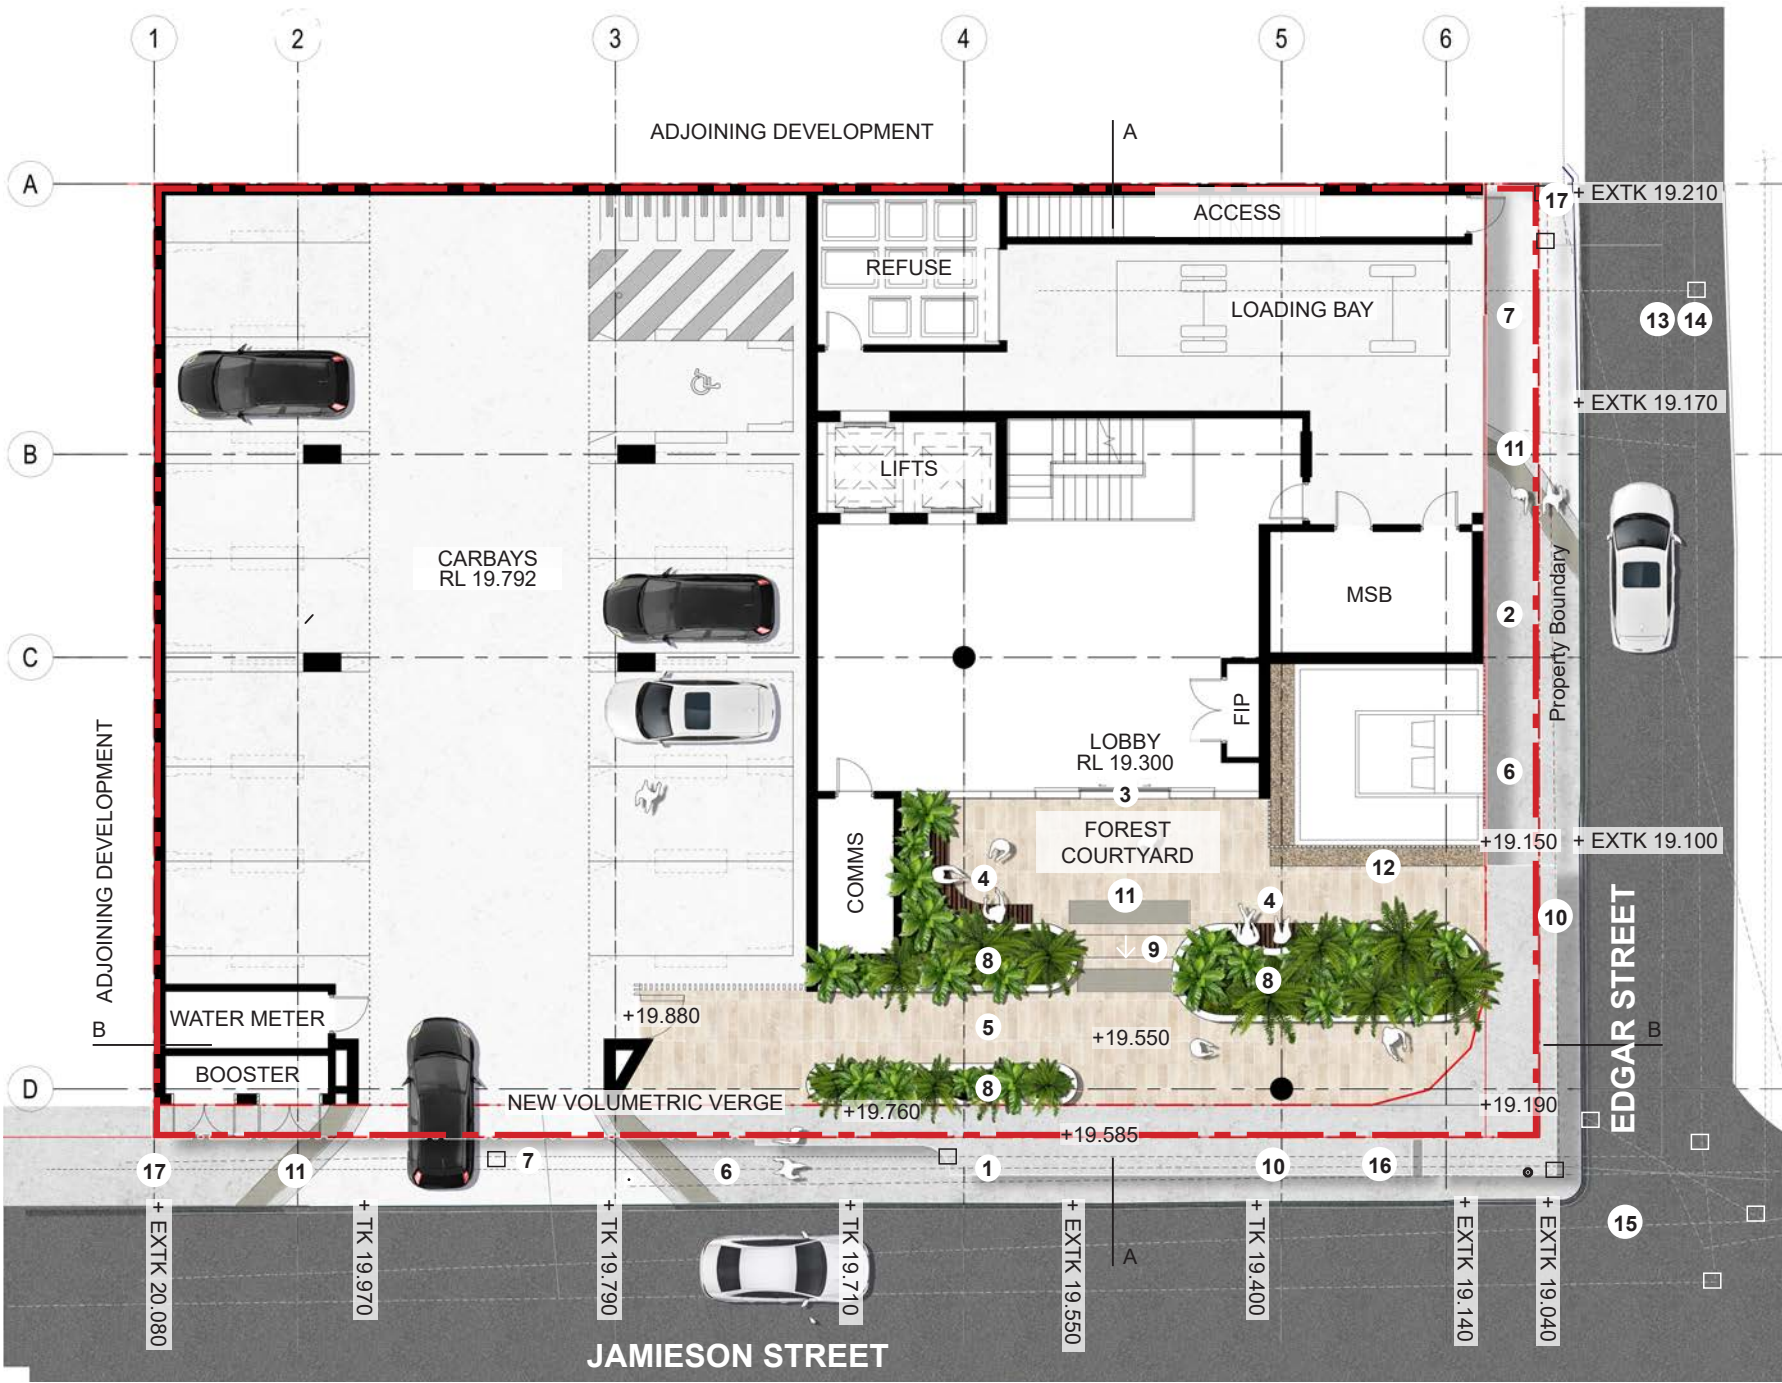 1
2
3
4
5
6
ADJOINING DEVELOPMENT
A
A
17
+ EXTK 19.210
ACCESS
REFUSE
LOADING BAY
7
13
14
+ EXTK 19.170
B
11
LIFTS
CARBAYS
RL 19.792
MSB
2
Property Boundary
C
FIP
LOBBY
RL 19.300
3
6
ADJOINING DEVELOPMENT
COMMS
FOREST
COURTYARD
+19.150
+ EXTK 19.100
12
4
4
11
10
EDGAR STREET
9
8
8
WATER METER
B
+19.880
5
+19.550
B
BOOSTER
D
NEW VOLUMETRIC VERGE
8
+19.760
+19.190
+19.585
17
11
7
6
1
10
16
15
+ EXTK 20.080
+ TK 19.970
+ TK 19.790
+ TK 19.710
+ EXTK 19.550
+ TK 19.400
+ EXTK 19.140
+ EXTK 19.040
A
JAMIESON STREET